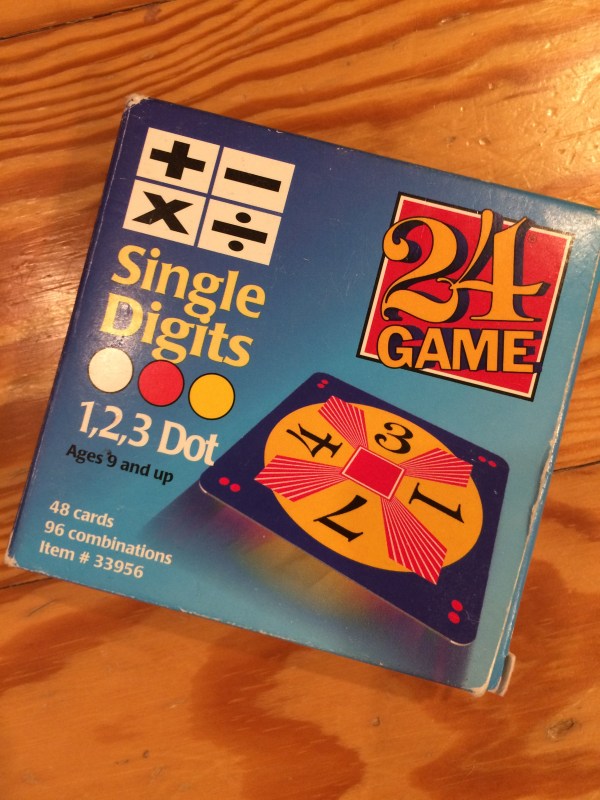 + −
× ÷
Single
Digits
1,2,3 Dot
Ages 9 and up
48 cards
96 combinations
Item # 33956
24
GAME
4 3
7 1